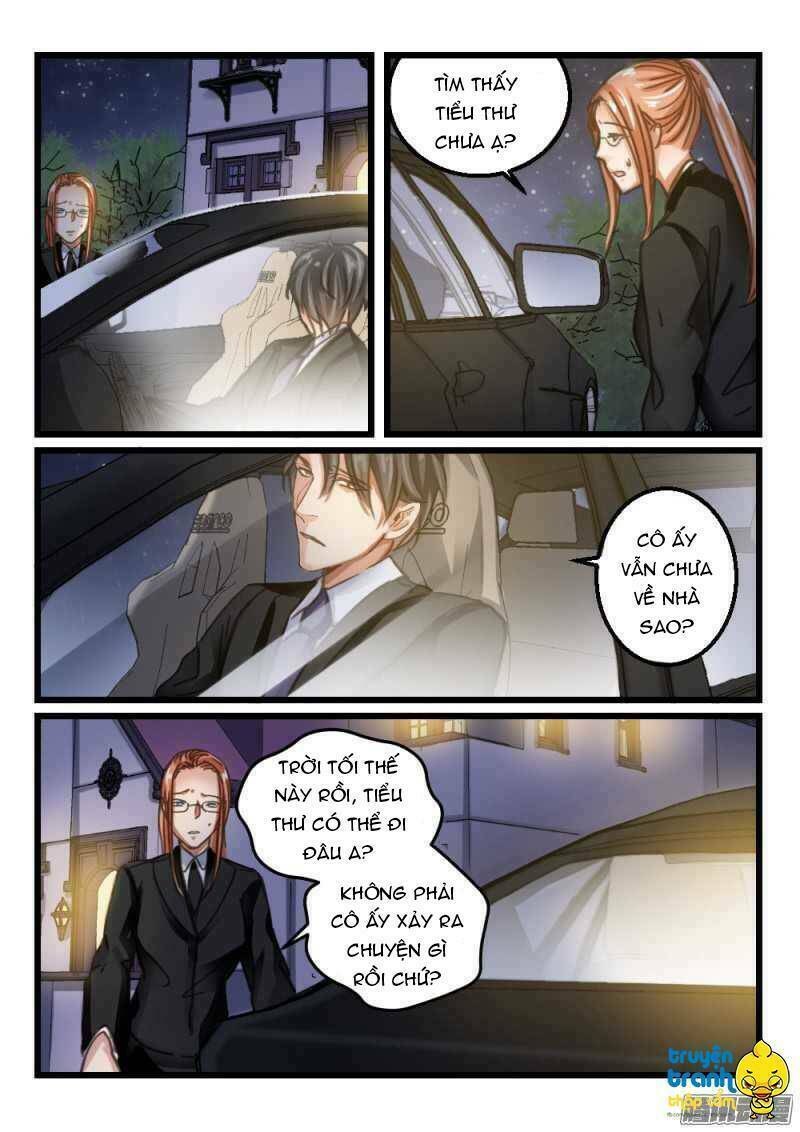 TÌM THẤY
TIỂU THƯ
CHƯA Ạ?
CÔ ẤY
VẪN CHƯA
VỀ NHÀ
SAO?
TRỜI TỐI THẾ
NÀY RỒI, TIỂU
THƯ CÓ THỂ ĐI
ĐÂU A?
KHÔNG PHẢI
CÔ ẤY XẢY RA
CHUYỆN GÌ
RỒI CHỨ?
truyện
tranh